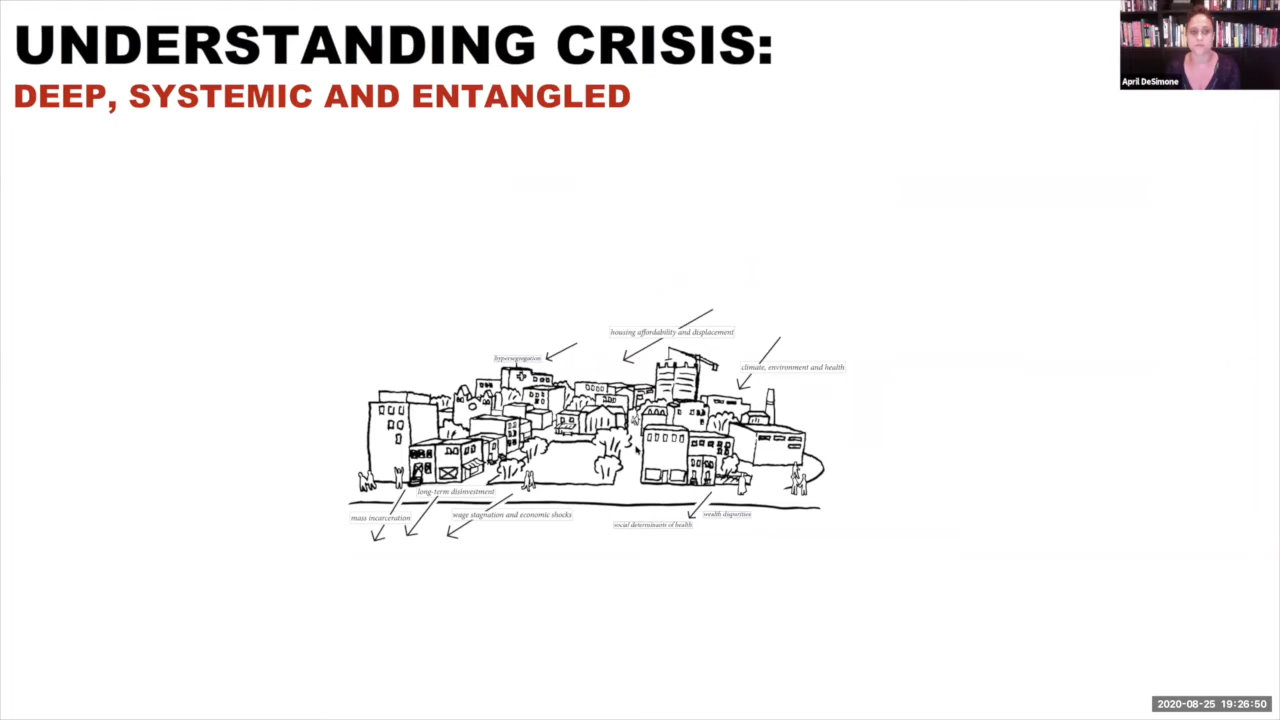 UNDERSTANDING CRISIS:
DEEP, SYSTEMIC AND ENTANGLED
April DeSimone
housing affordability and displacement
hypersegregation
climate, environment and health
long-term disinvestment
mass incarceration
wage stagnation and economic shocks
wealth disparities
social determinants of health
2020-08-25 19:26:50